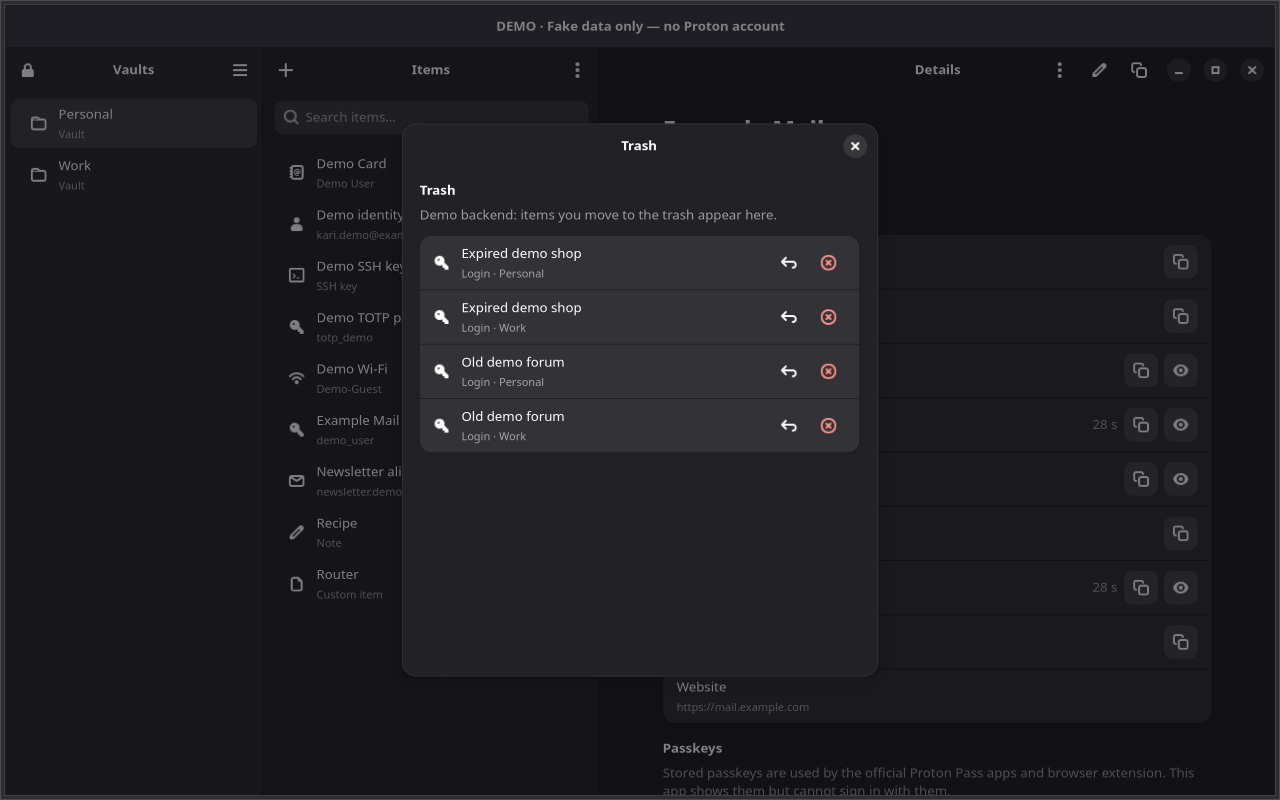 DEMO · Fake data only — no Proton account
Vaults
Items
Details
Personal
Vault
Work
Vault
Search items...
Demo Card
Demo User
Demo identity
kari.demo@exam
Demo SSH key
SSH key
Demo TOTP p
totp_demo
Demo Wi-Fi
Demo-Guest
Example Mail
demo_user
Newsletter ali
newsletter.demo
Recipe
Note
Router
Custom item
Trash
Trash
Demo backend: items you move to the trash appear here.
Expired demo shop
Login · Personal
Expired demo shop
Login · Work
Old demo forum
Login · Personal
Old demo forum
Login · Work
28 s
28 s
Website
https://mail.example.com
Passkeys
Stored passkeys are used by the official Proton Pass apps and browser extension. This
app shows them but cannot sign in with them.